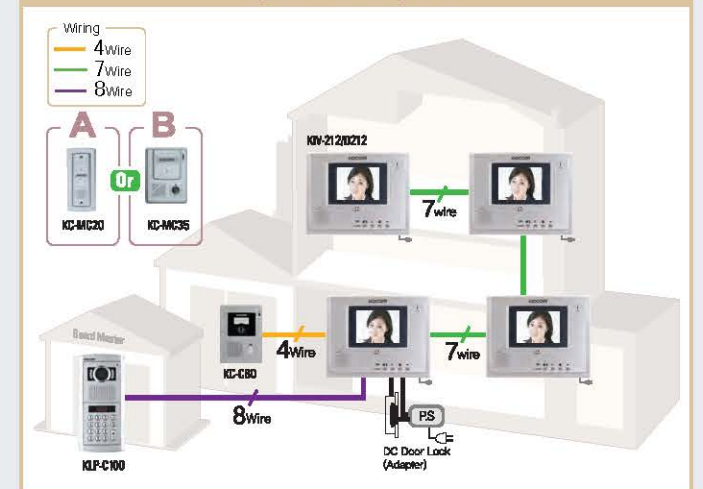 Wiring
4Wire
7Wire
8Wire
A
B
Or
KC-MC20
KC-MC35
KIV-212/D212
7wire
KOCOM
KC-C60
4Wire
7wire
8Wire
KLP-C100
P.S
DC Door Lock
(Adapter)